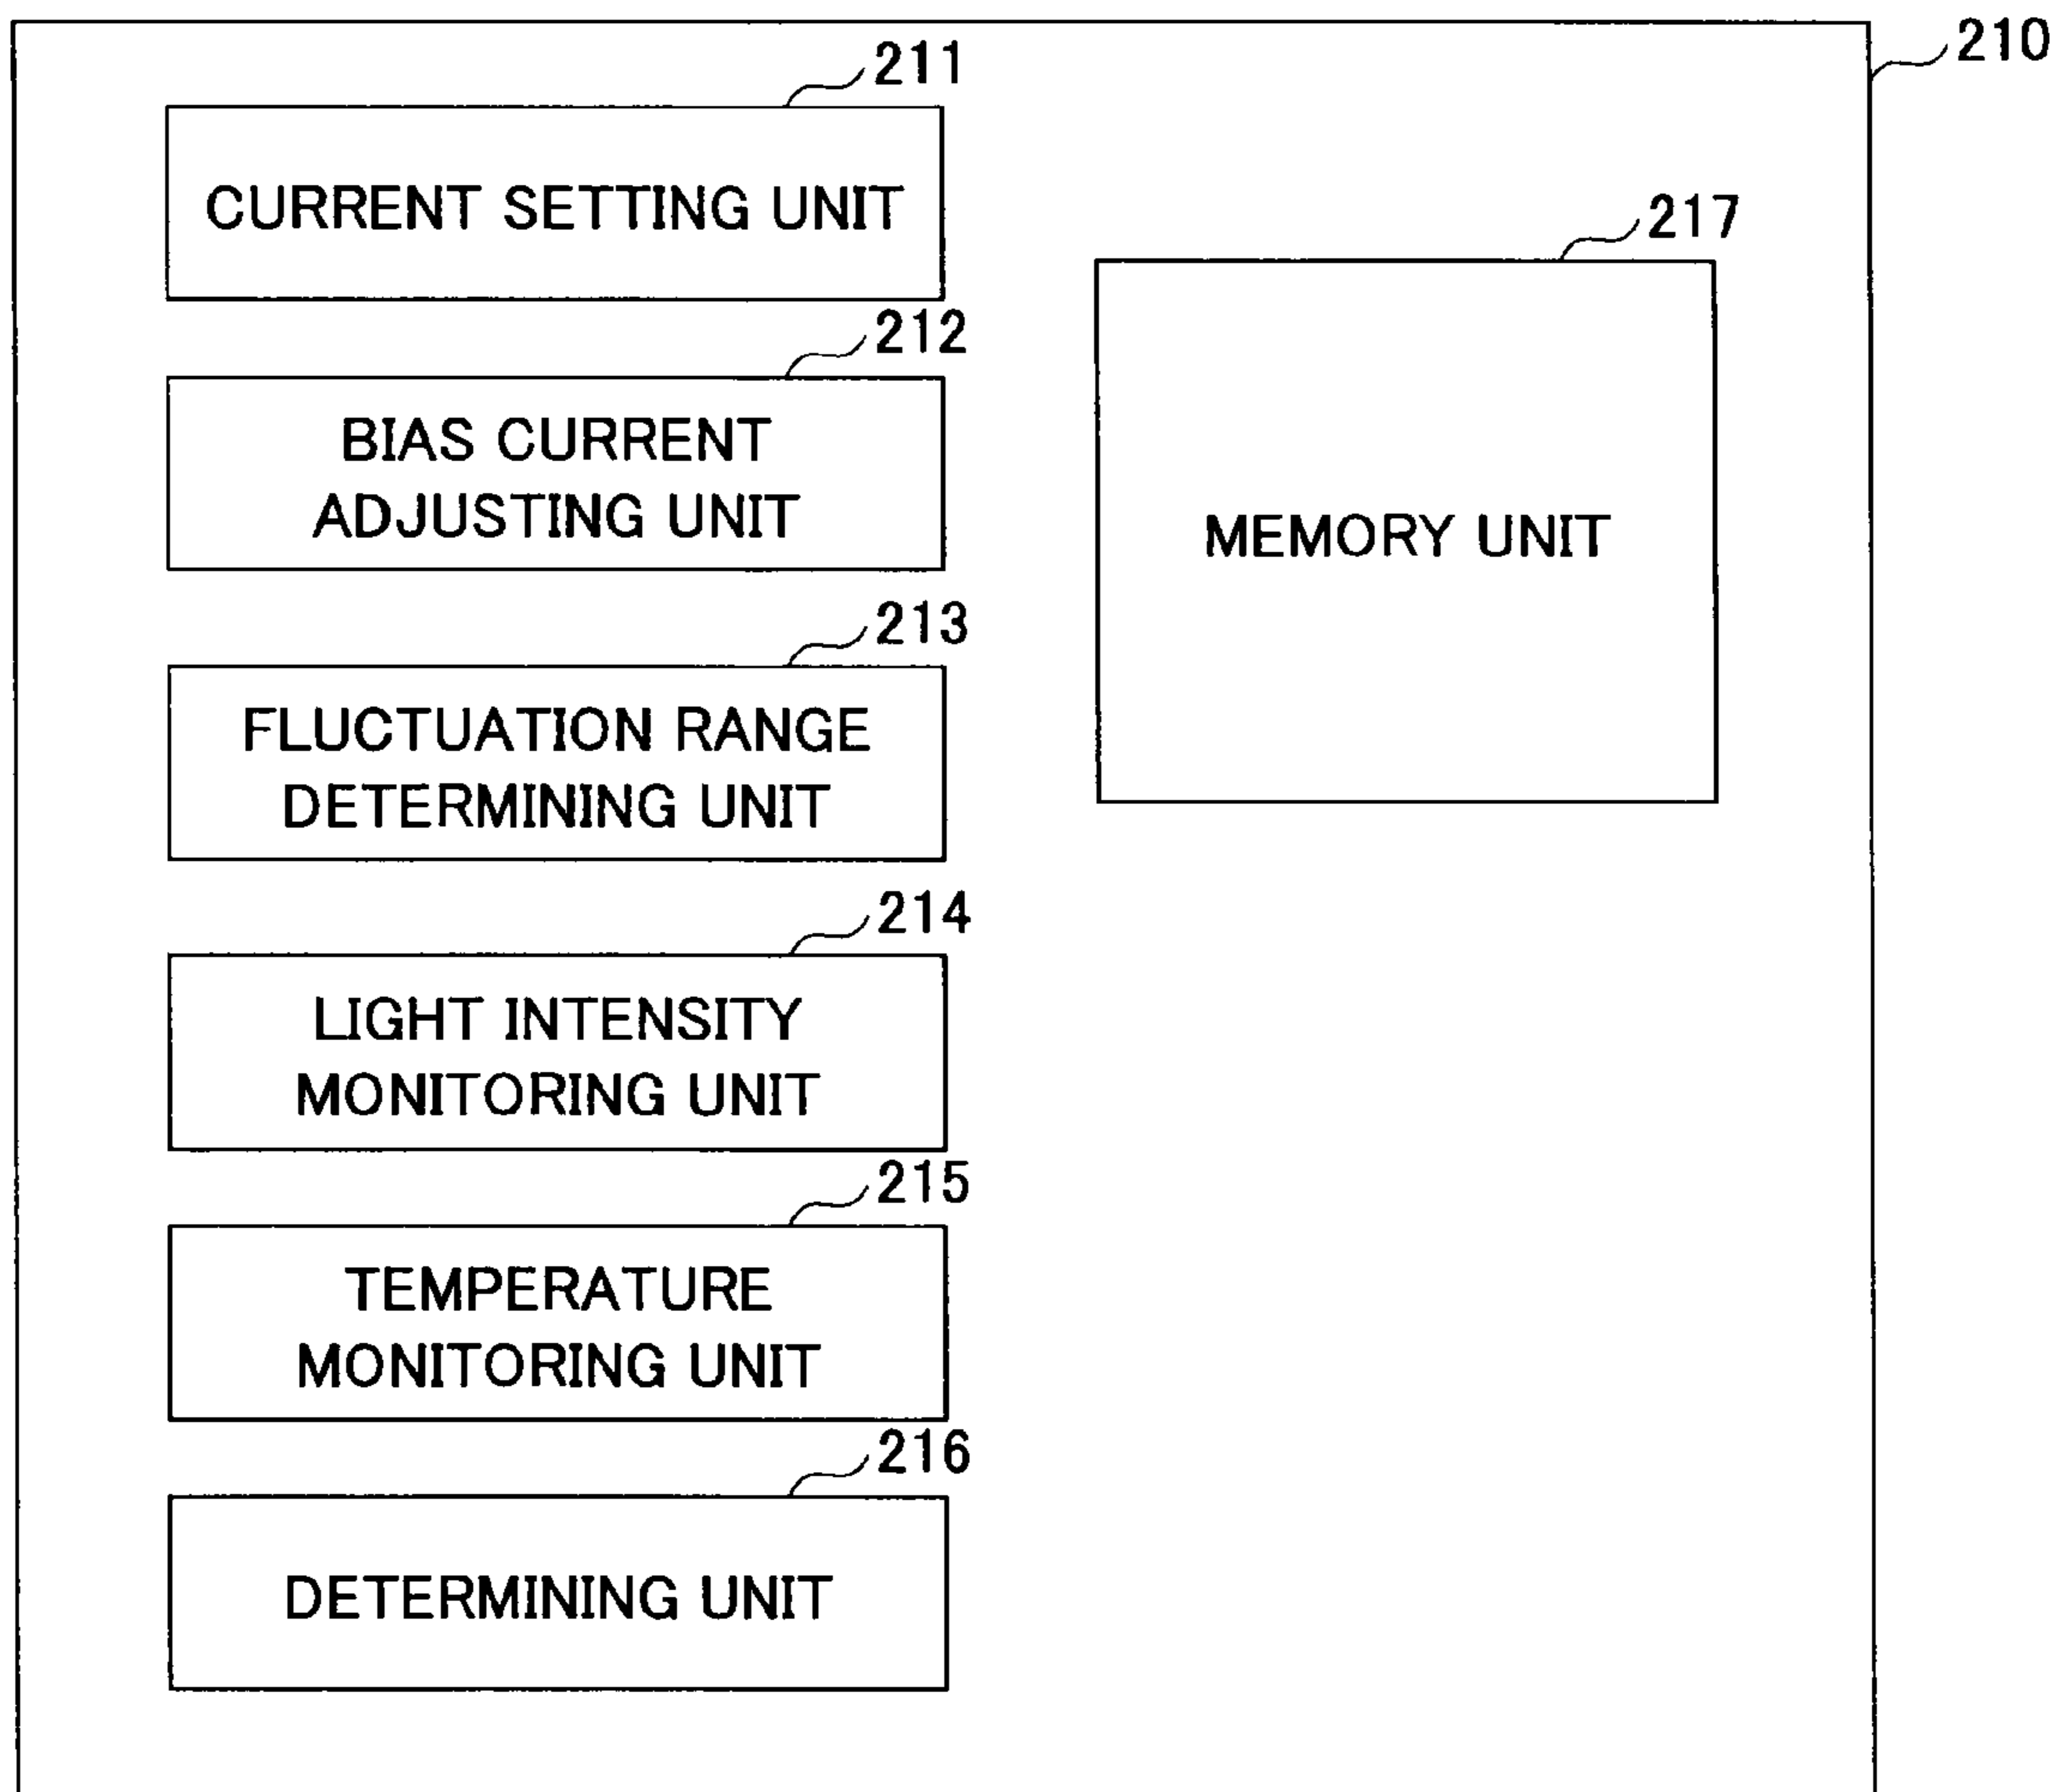 210
211
CURRENT SETTING UNIT
212
BIAS CURRENT
ADJUSTING UNIT
213
FLUCTUATION RANGE
DETERMINING UNIT
214
LIGHT INTENSITY
MONITORING UNIT
215
TEMPERATURE
MONITORING UNIT
216
DETERMINING UNIT
217
MEMORY UNIT